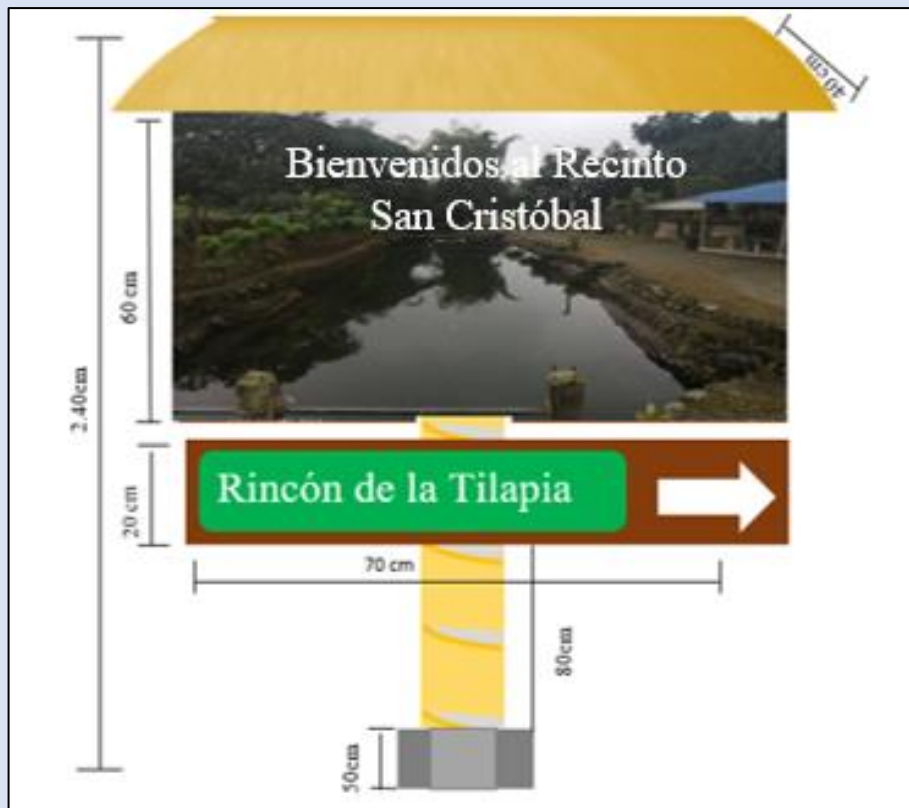 40 cm
Bienvenidos al Recinto
San Cristóbal
60 cm
2.40cm
Rincón de la Tilapia
20 cm
70 cm
80cm
50cm